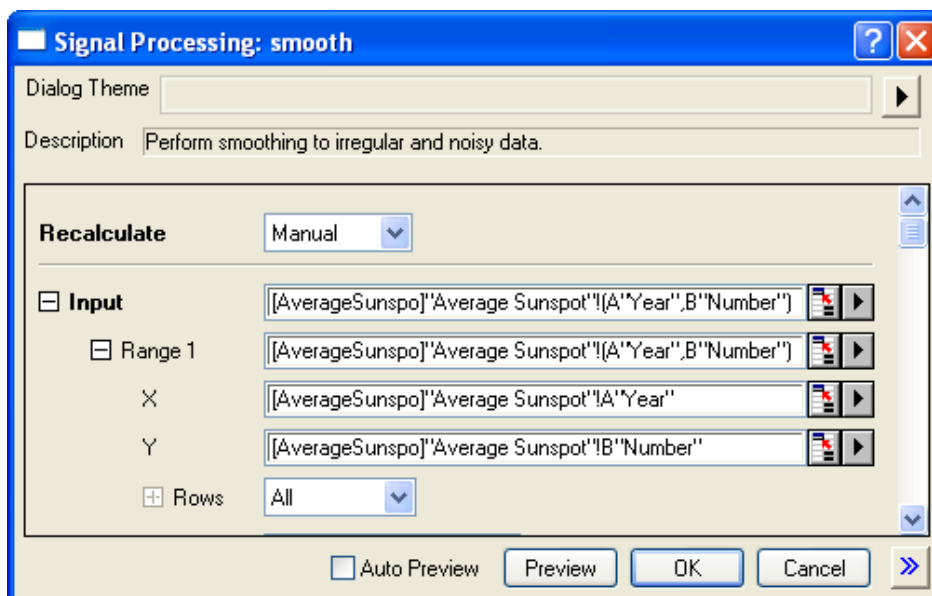 Signal Processing: smooth
Dialog Theme
Description Perform smoothing to irregular and noisy data.
Recalculate Manual
Input [AverageSunspo]"Average Sunspot"!(A"Year",B"Number")
Range 1 [AverageSunspo]"Average Sunspot"!(A"Year",B"Number")
X [AverageSunspo]"Average Sunspot"!A"Year"
Y [AverageSunspo]"Average Sunspot"!B"Number"
Rows All
Auto Preview Preview OK Cancel